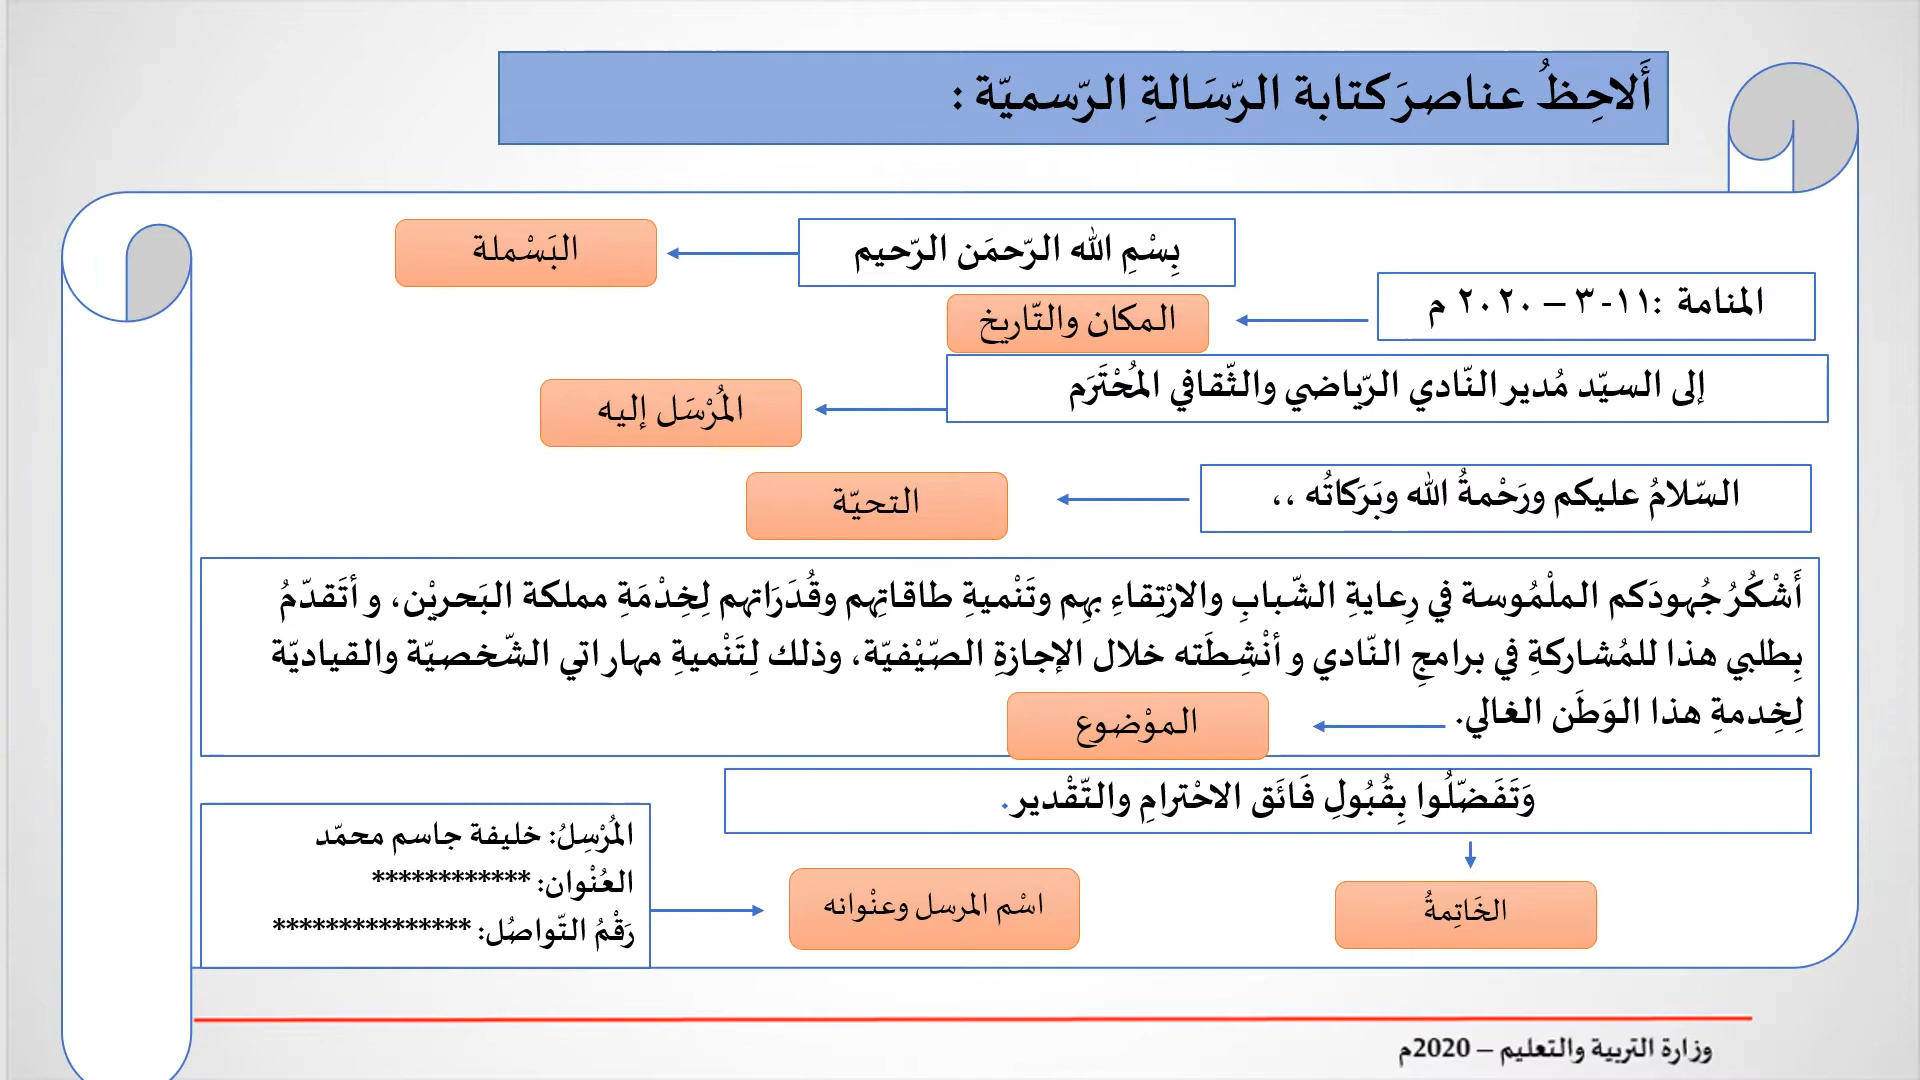 أَلاحِظُ عناصرَ كتابة الرّسَالةِ الرّسميّة :
بِسْمِ الله الرّحمَن الرّحيم
البَسْملة
المنامة :١١- ٣ – ٢٠٢٠ م
المكان والتّاريخ
إلى السيّد مُدير النّادي الرّياضي والثّقافي المُحْتَرَم
المُرْسَل إليه
السّلامُ عليكم ورَحْمةُ الله وبَرَكاتُه ،،
التحيّة
أَشْكُرُ جُهودَكم الملْمُوسة في رِعايةِ الشّبابِ والارْتِقاءِ بهِم وتَنْميةِ طاقاتِهم وقُدَرَاتهم لِخِدْمَةِ مملكة البَحريْن، وأتَقدّمُ
بِطلبي هذا للمُشاركةِ في برامجِ النّادي وأنْشِطَته خلال الإجازةِ الصّيْفيّة، وذلك لِتَنْميةِ مهاراتي الشّخصيّة والقياديّة
لِخِدمةِ هذا الوَطَن الغالي.
الموْضوع
وَتَفَضّلُوا بِقُبُولِ فَائَق الاحْترامِ والتّقْدير.
الخَاتِمةُ
المُرْسِلُ: خليفة جاسم محمّد
العُنْوان: ************
رَقْمُ التّواصُل: ***************
اسْم المرسل وعنْوانه
وزارة التربية والتعليم – 2020م